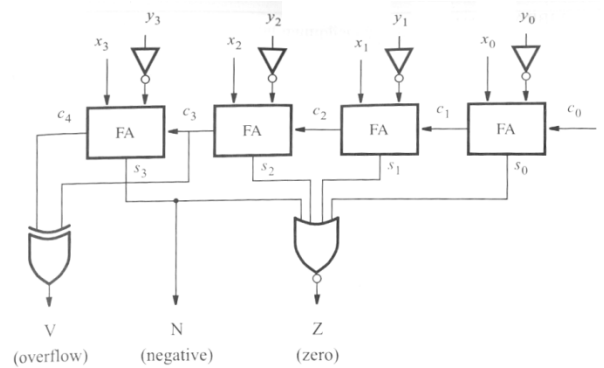 y3 y2 y1 y0
x3 x2 x1 x0
c4 c3 c2 c1 c0
FA FA FA FA
s3 s2 s1 s0
V N Z
(overflow) (negative) (zero)